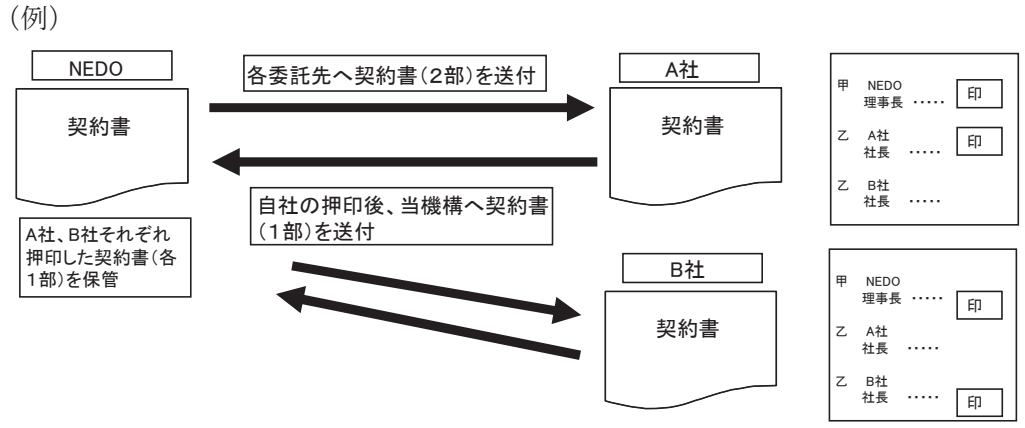 （例）
NEDO
契約書
A社、B社それぞれ
押印した契約書（各
1部）を保管
各委託先へ契約書（２部）を送付
自社の押印後、当機構へ契約書
（１部）を送付
A社
契約書
B社
契約書
甲 NEDO
理事長 ‥‥‥ 印
乙 A社
社長 ‥‥‥ 印
乙 B社
社長 ‥‥‥
甲 NEDO
理事長 ‥‥‥ 印
乙 A社
社長 ‥‥‥
乙 B社
社長 ‥‥‥ 印